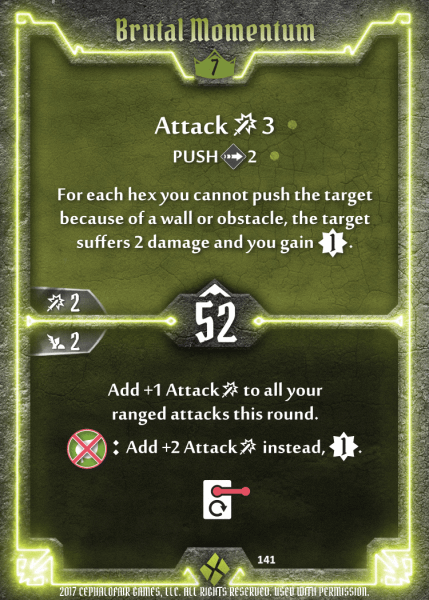 Brutal Momentum
7
Attack 3
PUSH 2
For each hex you cannot push the target
because of a wall or obstacle, the target
suffers 2 damage and you gain 1.
2
52
2
Add +1 Attack to all your
ranged attacks this round.
: Add +2 Attack instead, 1.
141
2017 CEPHALOFAIR GAMES, LLC. ALL RIGHTS RESERVED. USED WITH PERMISSION.